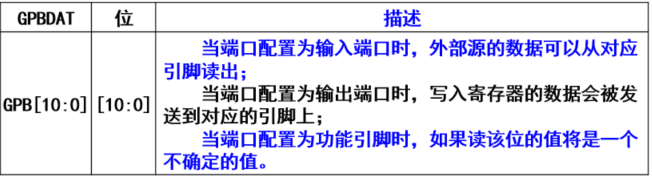 GPBDAT 位 描述
当端口配置为输入端口时，外部源的数据可以从对应
引脚读出；
GPB[10:0] [10:0] 当端口配置为输出端口时，写入寄存器的数据会被发
送到对应的引脚上；
当端口配置为功能引脚时，如果读该位的值将是一个
不确定的值。